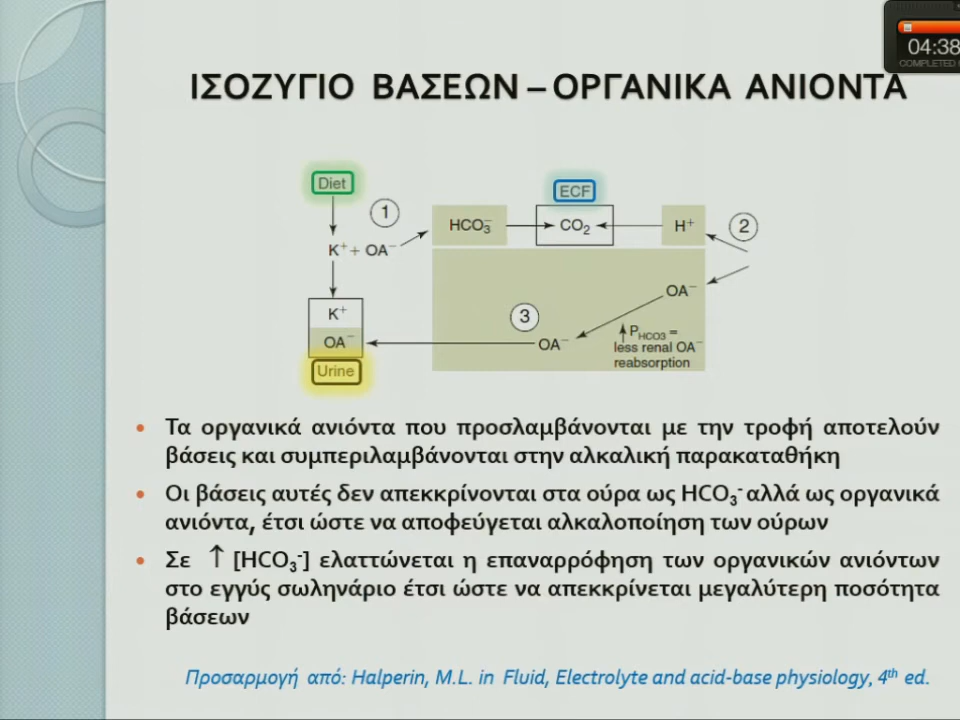 04:38
COMPLETED
ΙΣΟΖΥΓΙΟ ΒΑΣΕΩΝ – ΟΡΓΑΝΙΚΑ ΑΝΙΟΝΤΑ
Diet
ECF
1
HCO₃⁻
CO₂
H⁺
2
K⁺ + OA⁻
OA⁻
K⁺
3
OA⁻
OA⁻
↑ P_HCO3 =
less renal OA⁻
reabsorption
Urine
• Τα οργανικά ανιόντα που προσλαμβάνονται με την τροφή αποτελούν
βάσεις και συμπεριλαμβάνονται στην αλκαλική παρακαταθήκη
• Οι βάσεις αυτές δεν απεκκρίνονται στα ούρα ως HCO₃⁻ αλλά ως οργανικά
ανιόντα, έτσι ώστε να αποφεύγεται αλκαλοποίηση των ούρων
• Σε ↑ [HCO₃⁻] ελαττώνεται η επαναρρόφηση των οργανικών ανιόντων
στο εγγύς σωληνάριο έτσι ώστε να απεκκρίνεται μεγαλύτερη ποσότητα
βάσεων
Προσαρμογή από: Halperin, M.L. in Fluid, Electrolyte and acid-base physiology, 4th ed.